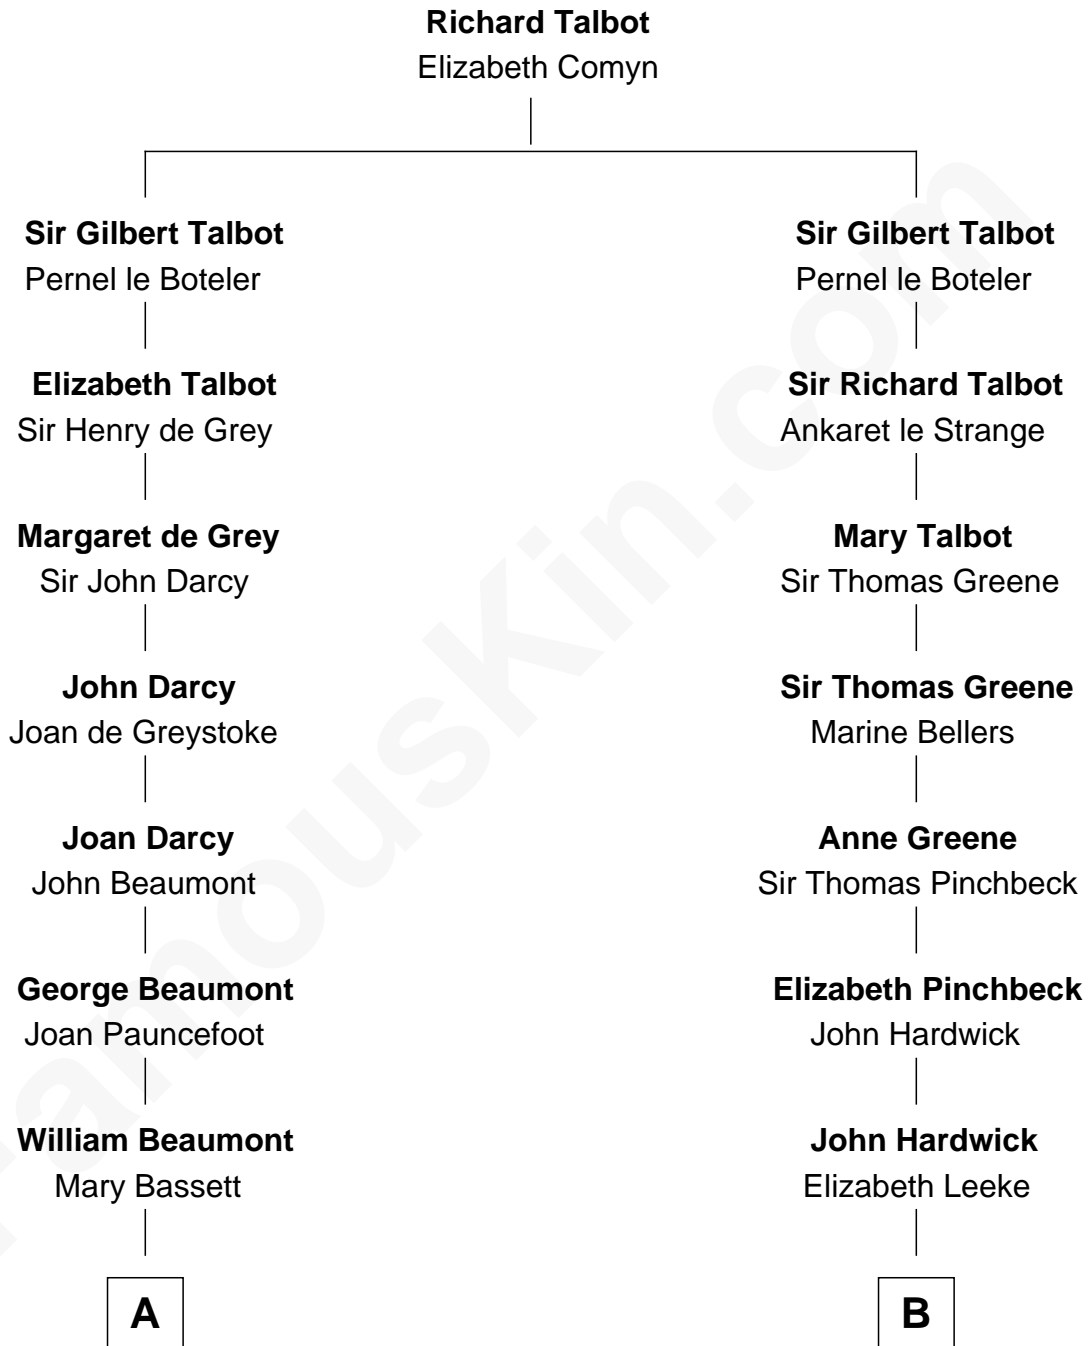 Richard Talbot
Elizabeth Comyn
Sir Gilbert Talbot
Pernel le Boteler
Elizabeth Talbot
Sir Henry de Grey
Margaret de Grey
Sir John Darcy
John Darcy
Joan de Greystoke
Joan Darcy
John Beaumont
George Beaumont
Joan Pauncefoot
William Beaumont
Mary Bassett
A
Sir Gilbert Talbot
Pernel le Boteler
Sir Richard Talbot
Ankaret le Strange
Mary Talbot
Sir Thomas Greene
Sir Thomas Greene
Marine Bellers
Anne Greene
Sir Thomas Pinchbeck
Elizabeth Pinchbeck
John Hardwick
John Hardwick
Elizabeth Leeke
B
FamousKin.com